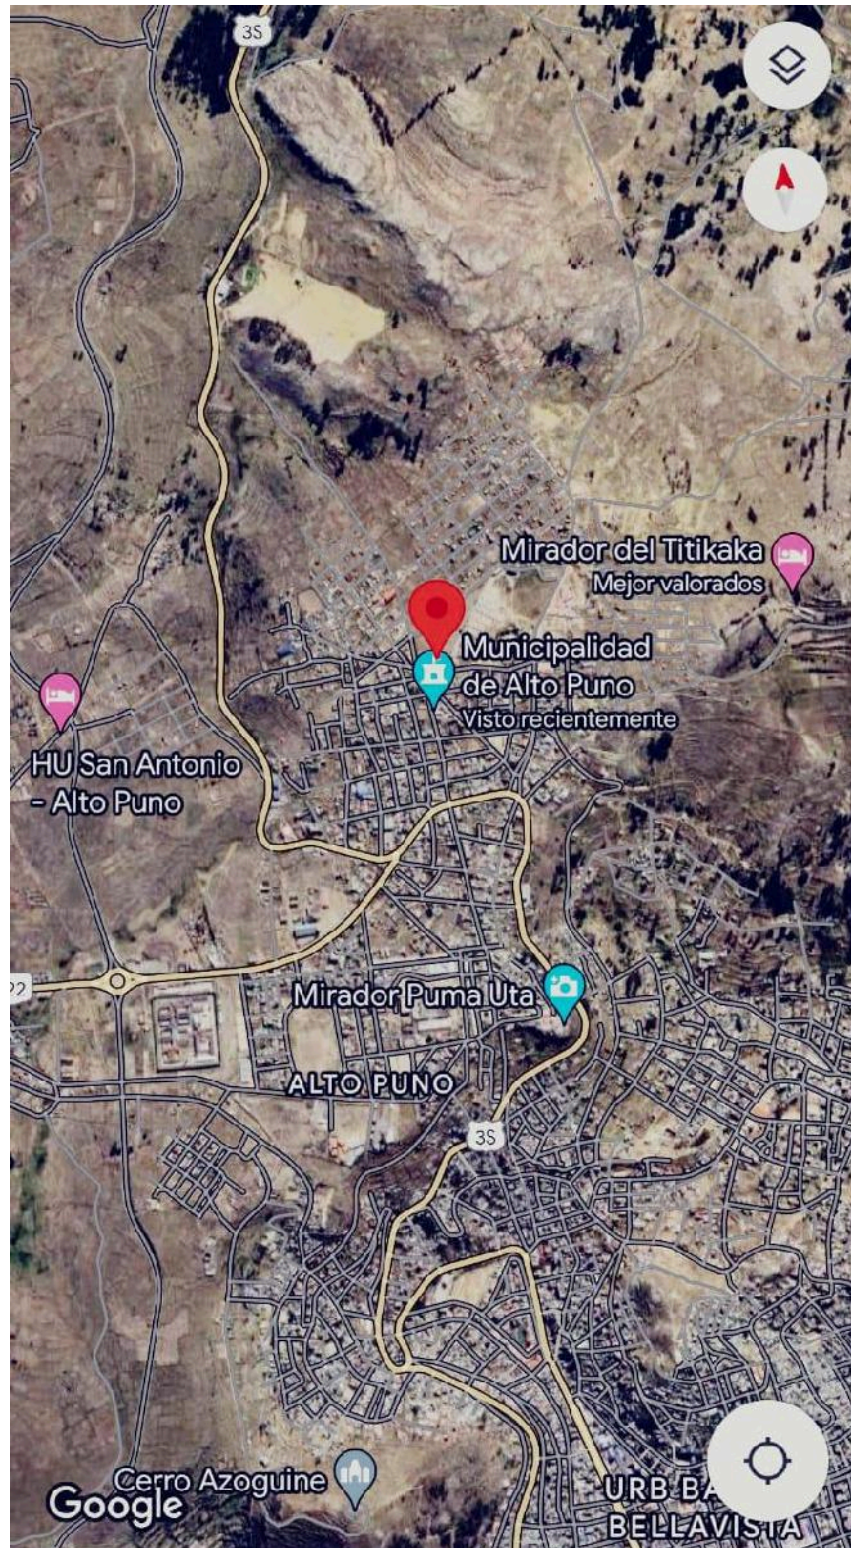 3S
Mirador del Titikaka
Mejor valorados
Municipalidad
de Alto Puno
Visto recientemente
HU San Antonio
- Alto Puno
Mirador Puma Uta
ALTO PUNO
3S
Cerro Azoguine
Google
URB BA
BELLAVISTA